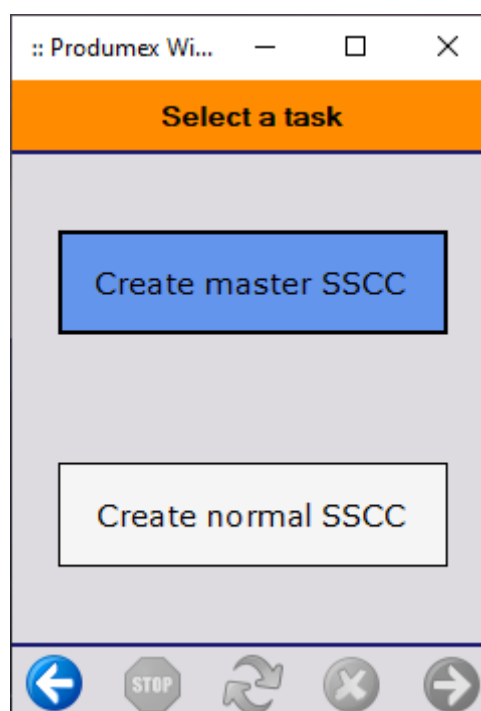 :: Produmex Wi...
Select a task
Create master SSCC
Create normal SSCC
STOP